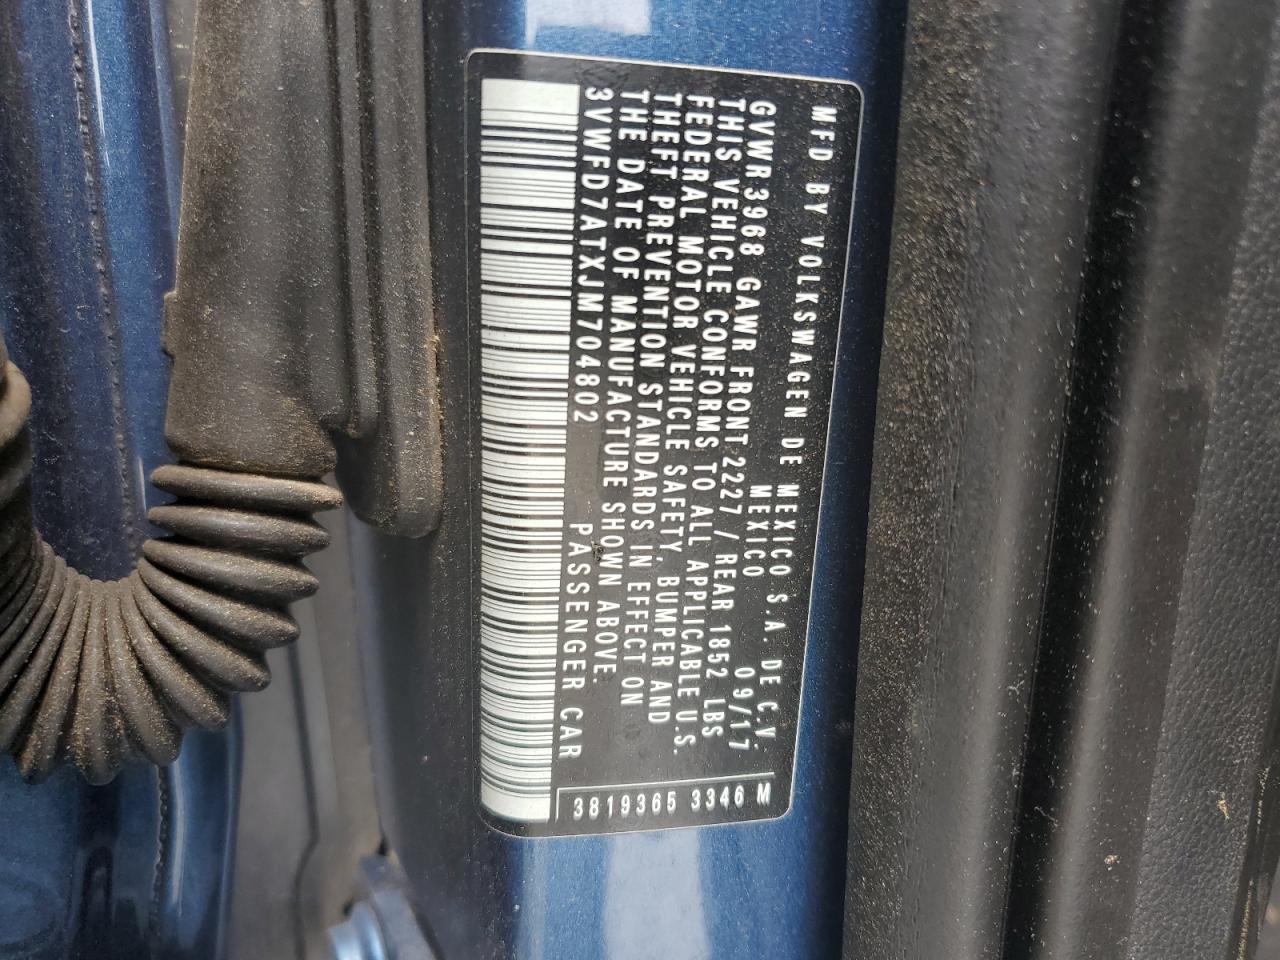 MFD BY VOLKSWAGEN DE MEXICO S.A. DE C.V.
MEXICO 09/17
GVWR 3968 GAWR FRONT 2227 / REAR 1852 LBS
THIS VEHICLE CONFORMS TO ALL APPLICABLE U.S.
FEDERAL MOTOR VEHICLE SAFETY, BUMPER AND
THEFT PREVENTION STANDARDS IN EFFECT ON
THE DATE OF MANUFACTURE SHOWN ABOVE.
3VWFD7ATXJM704802 PASSENGER CAR
3819365 3346 M